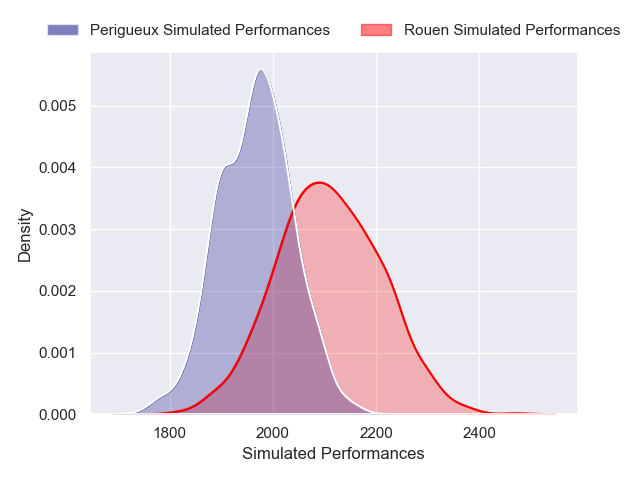 Perigueux Simulated Performances Rouen Simulated Performances
0.005
0.004
0.003
0.002
0.001
0.000
Density
1800 2000 2200 2400
Simulated Performances